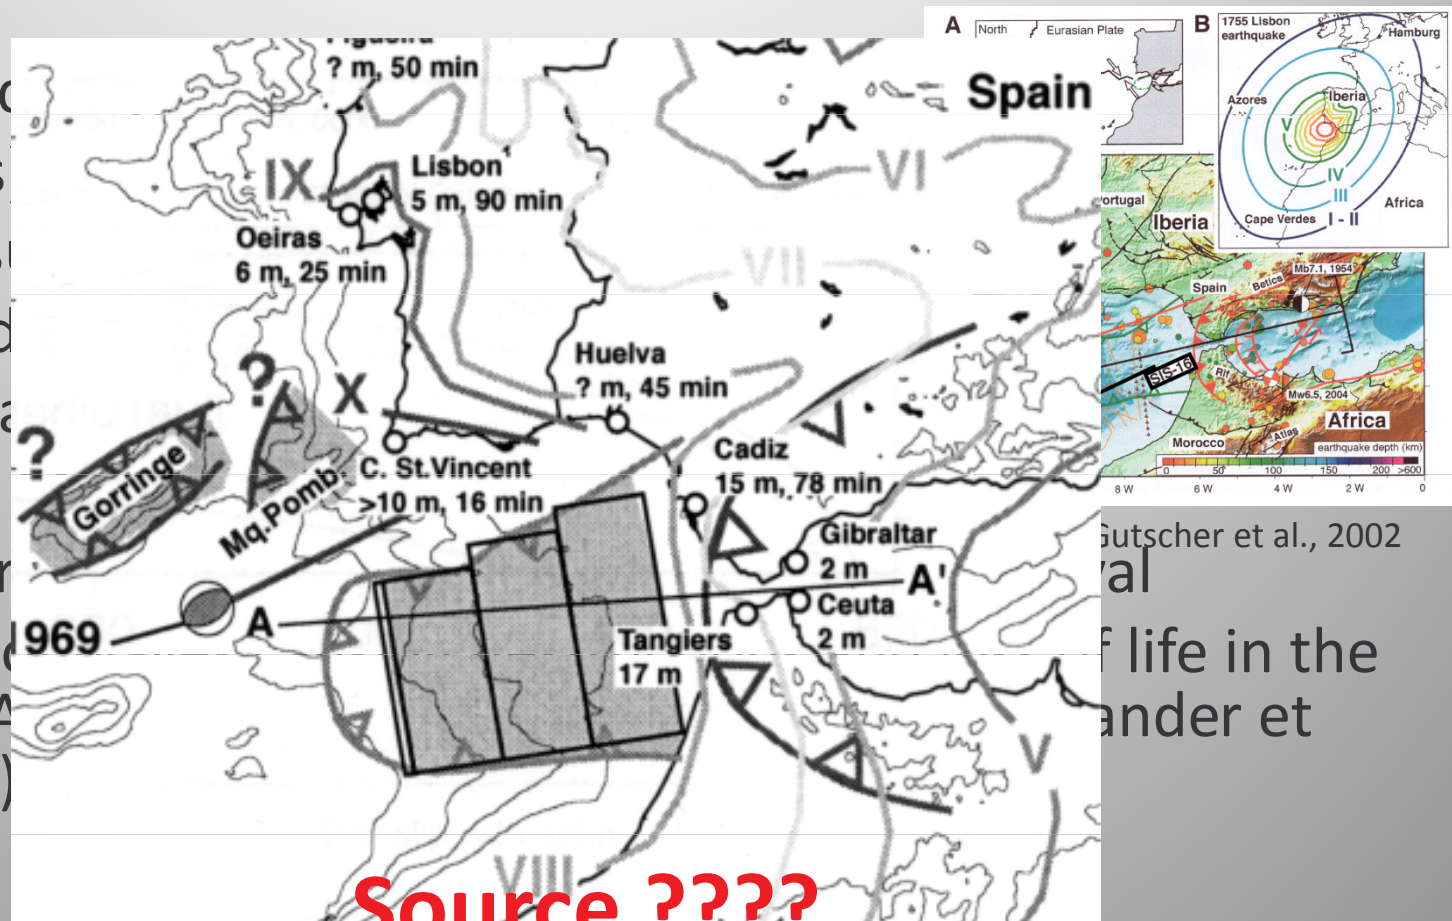 Figueira
? m, 50 min
Spain
IX
Lisbon
5 m, 90 min
VI
Oeiras
6 m, 25 min
VII
?
X
Huelva
? m, 45 min
?
Gorringe
Mq.Pomb.
C. St.Vincent
>10 m, 16 min
Cadiz
15 m, 78 min
Gibraltar
2 m
A
A'
Ceuta
2 m
1969
Tangiers
17 m
V
VIII
Source ????
A
North
Eurasian Plate
B
1755 Lisbon
earthquake
Hamburg
Azores
Iberia
V
IV
III
Africa
Cape Verdes
I - II
ortugal
Iberia
Mb7.1, 1954
Spain
Betics
SIS-16
Rif
Mw6.5, 2004
Africa
Atlas
Morocco
earthquake depth (km)
0
50
100
150
200
>600
8 W
6 W
4 W
2 W
0
Gutscher et al., 2002
val
f life in the
ander et